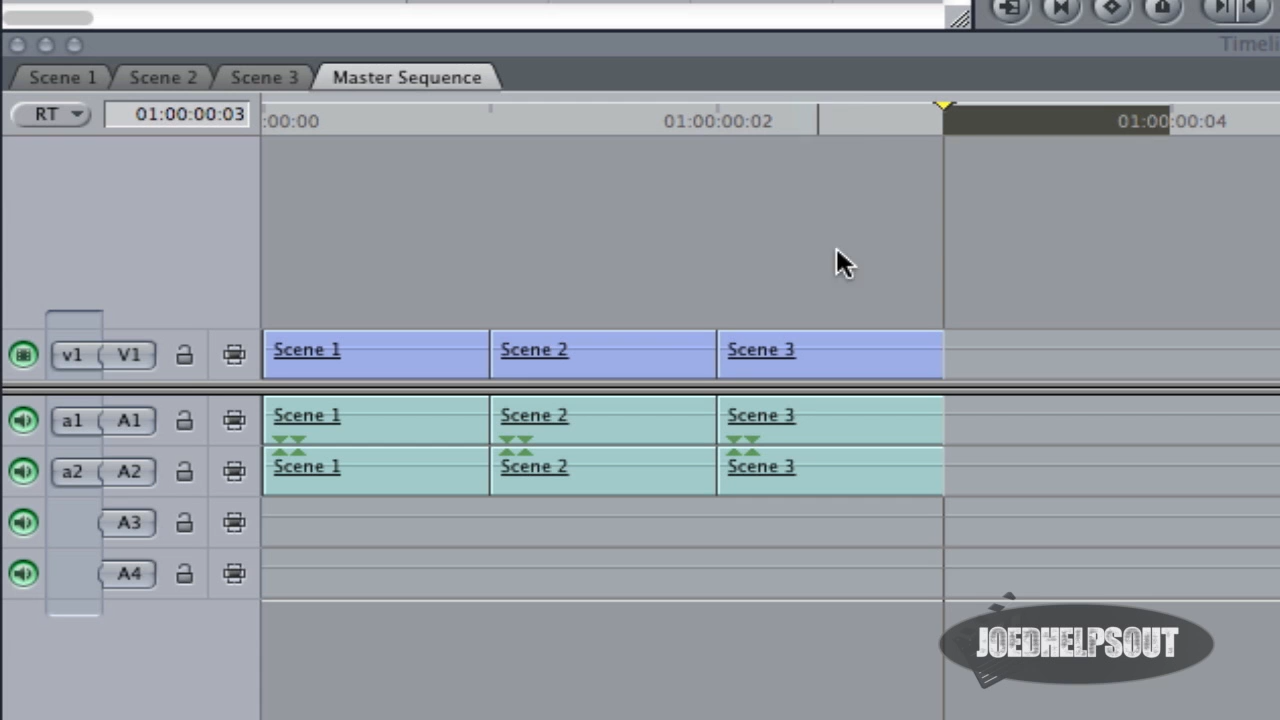 Timeli
Scene 1 Scene 2 Scene 3 Master Sequence
RT 01:00:00:03 :00:00 01:00:00:02 01:00:00:04
v1 V1 Scene 1 Scene 2 Scene 3
a1 A1 Scene 1 Scene 2 Scene 3
a2 A2 Scene 1 Scene 2 Scene 3
A3
A4
JOEDHELPSOUT